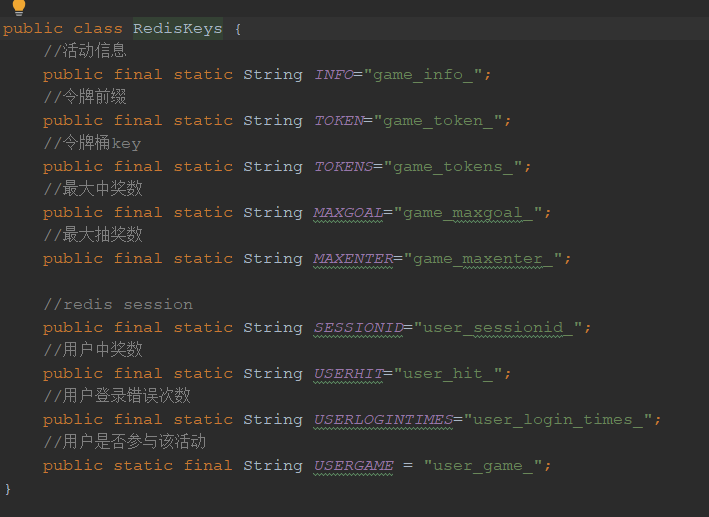 public class RedisKeys {
//活动信息
public final static String INFO="game_info_";
//令牌前缀
public final static String TOKEN="game_token_";
//令牌桶key
public final static String TOKENS="game_tokens_";
//最大中奖数
public final static String MAXGOAL="game_maxgoal_";
//最大抽奖数
public final static String MAXENTER="game_maxenter_";
//redis session
public final static String SESSIONID="user_sessionid_";
//用户中奖数
public final static String USERHIT="user_hit_";
//用户登录错误次数
public final static String USERLOGINTIMES="user_login_times_";
//用户是否参与该活动
public static final String USERGAME = "user_game_";
}